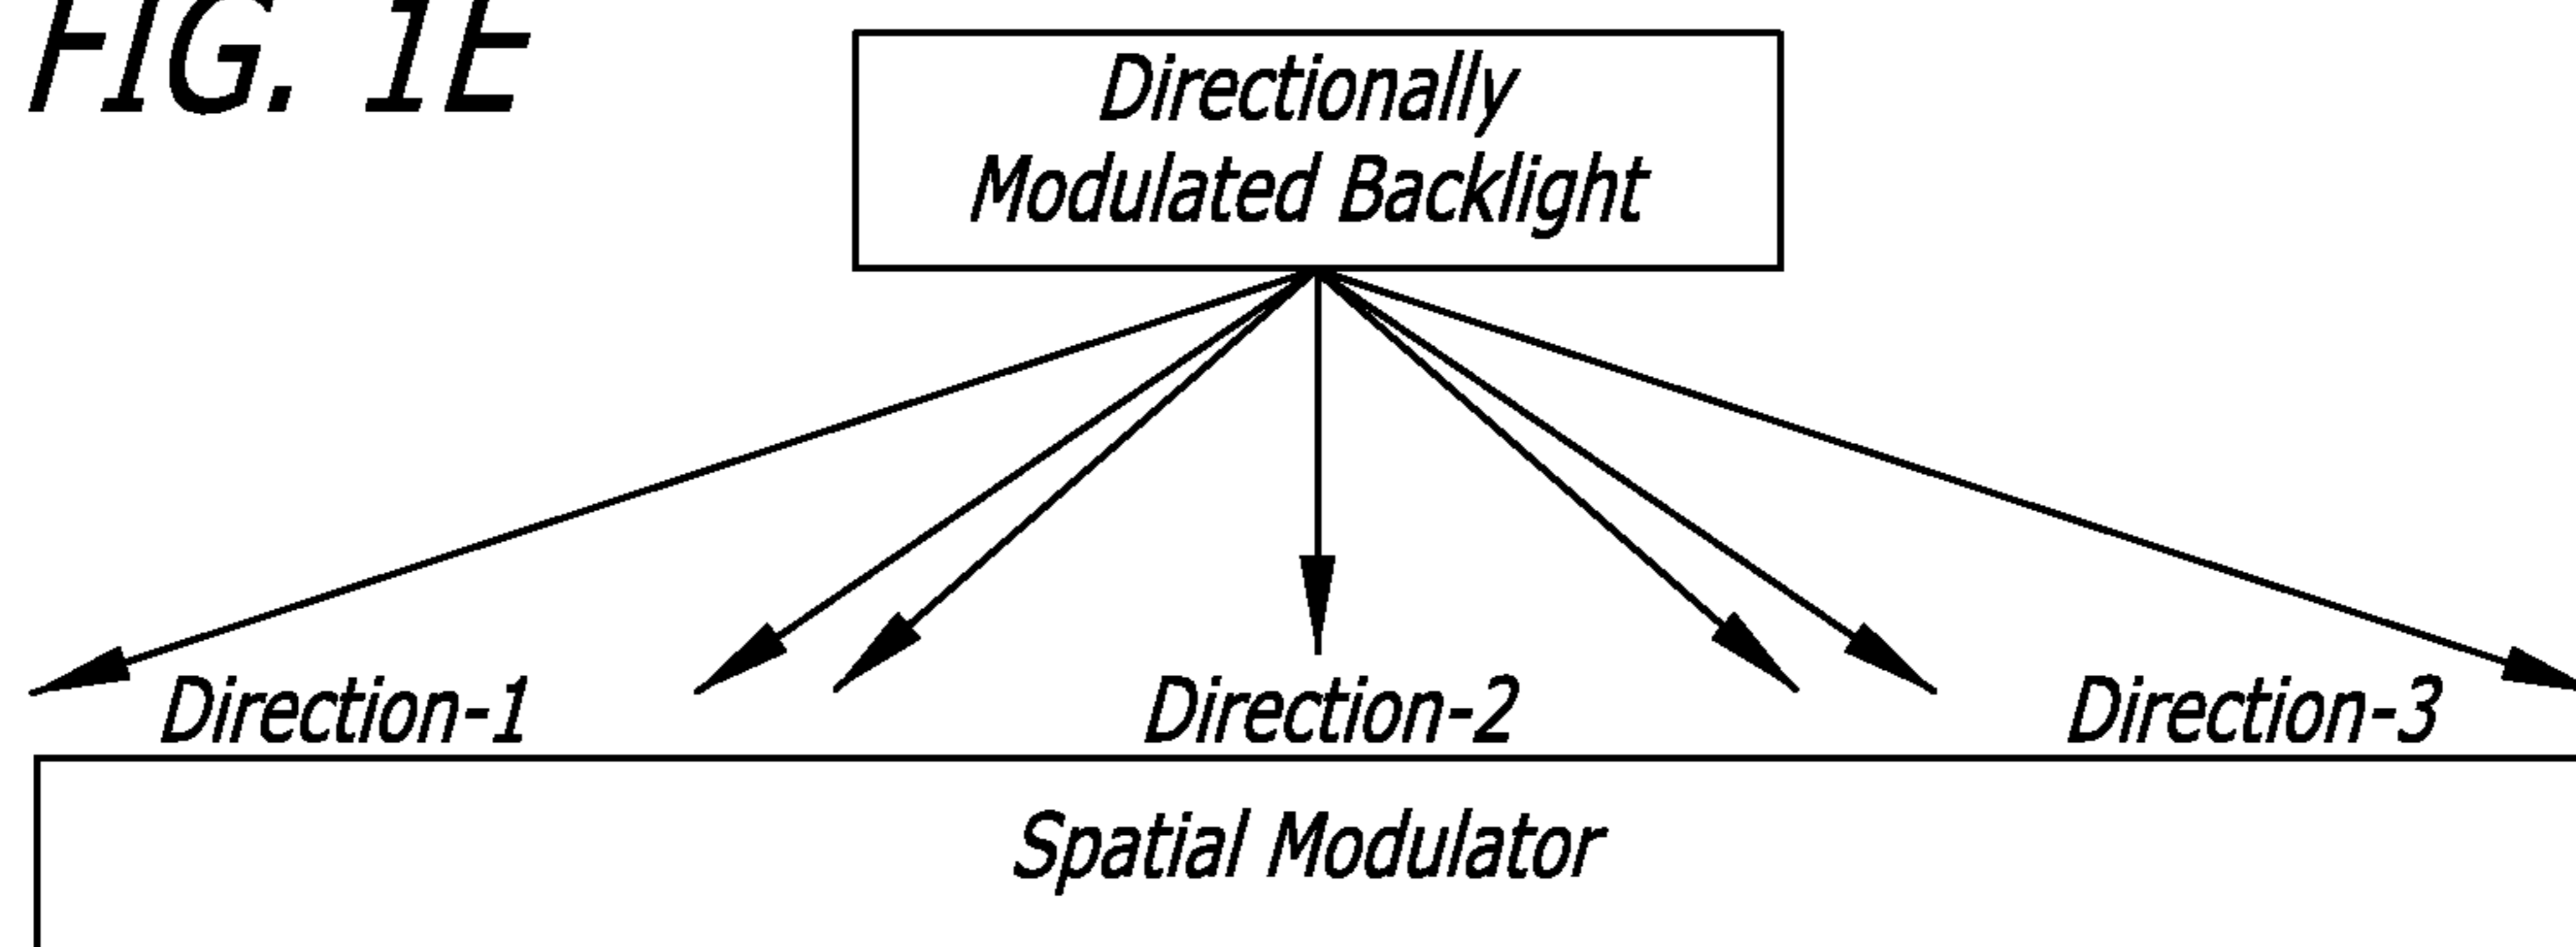 FIG. 1E
Directionally
Modulated Backlight
Direction-1
Direction-2
Direction-3
Spatial Modulator